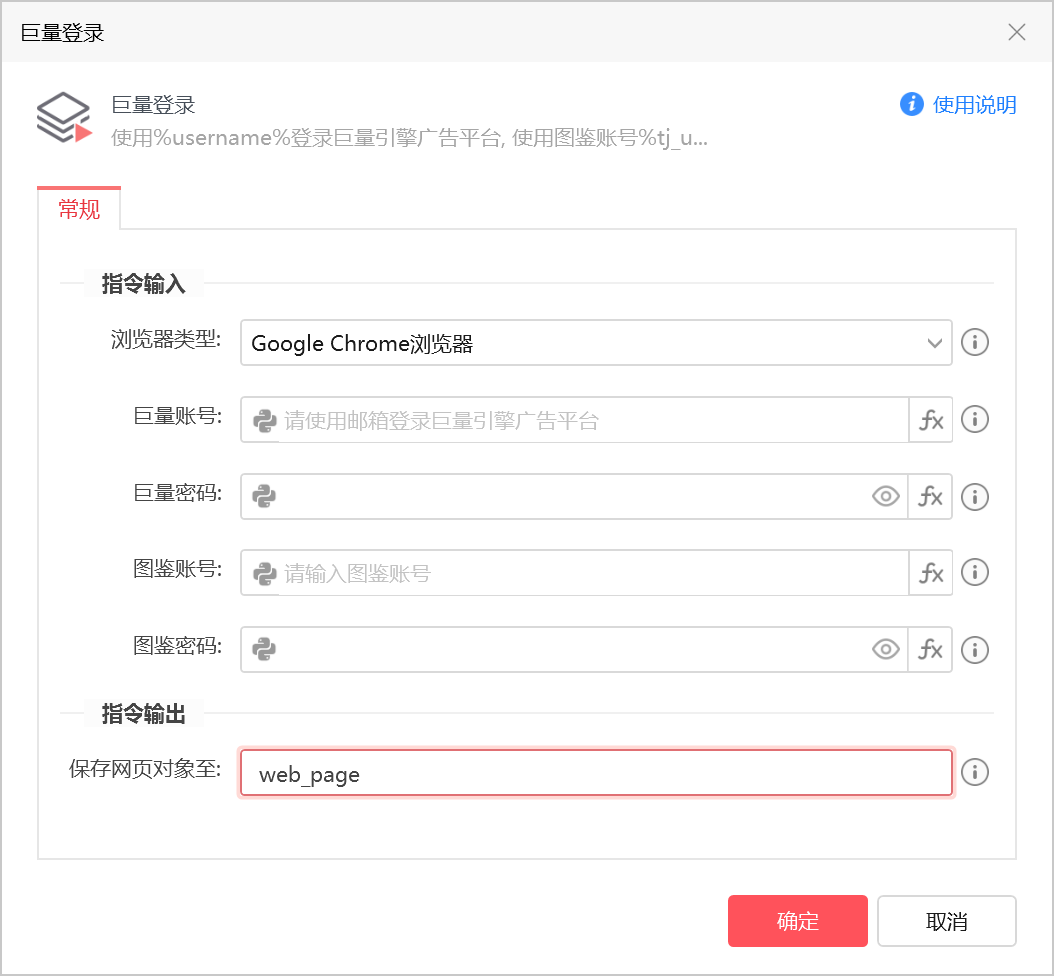 巨量登录
巨量登录
使用说明
使用%username%登录巨量引擎广告平台, 使用图鉴账号%tj_u...
常规
指令输入
浏览器类型: Google Chrome浏览器
巨量账号: 请使用邮箱登录巨量引擎广告平台 fx
巨量密码: fx
图鉴账号: 请输入图鉴账号 fx
图鉴密码: fx
指令输出
保存网页对象至: web_page
确定 取消